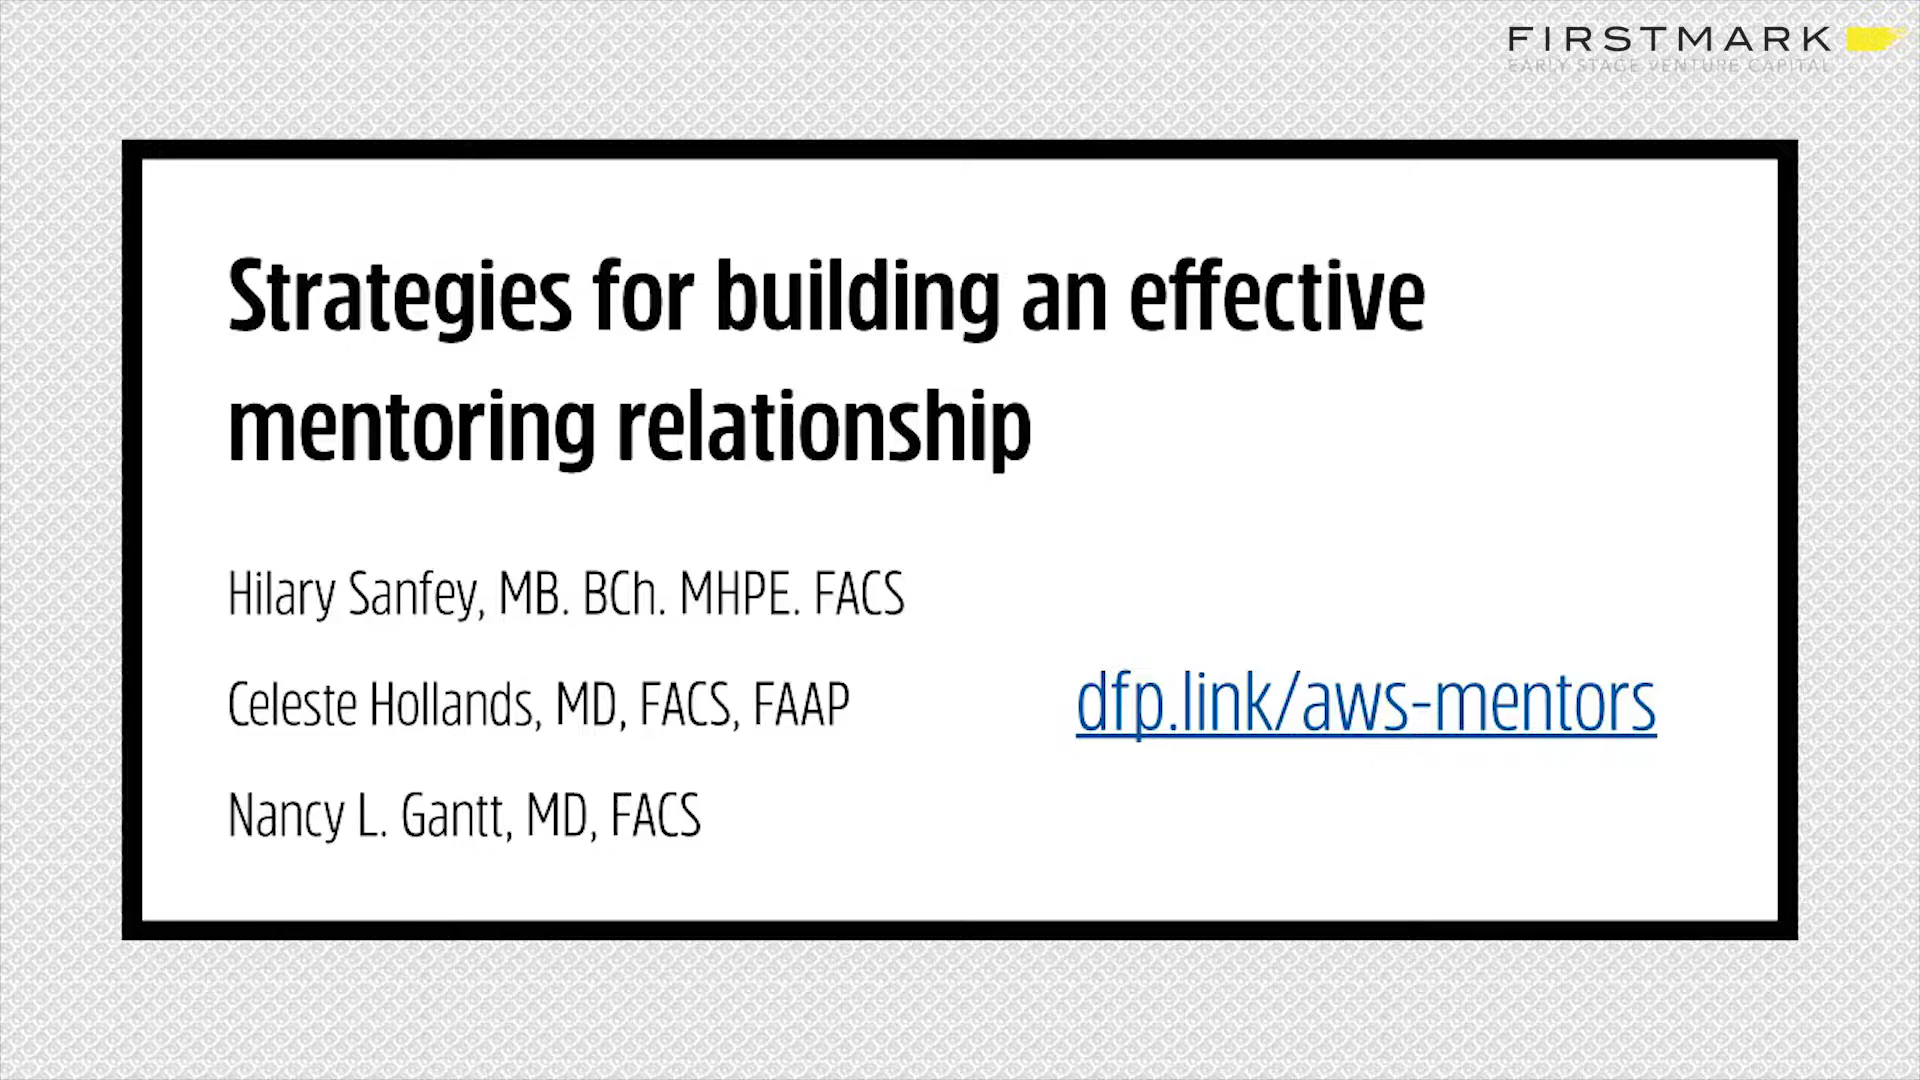 FIRSTMARK
EARLY STAGE VENTURE CAPITAL
Strategies for building an effective
mentoring relationship
Hilary Sanfey, MB. BCh. MHPE. FACS
Celeste Hollands, MD, FACS, FAAP
dfp.link/aws-mentors
Nancy L. Gantt, MD, FACS